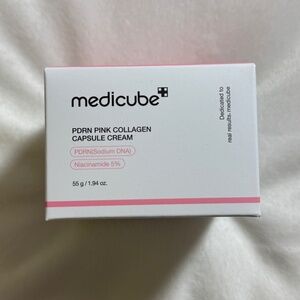 medicube
PDRN PINK COLLAGEN
CAPSULE CREAM
PDRN(Sodium DNA)
Niacinamide 5%
55 g / 1.94 oz.
Dedicated to
real results. medicube